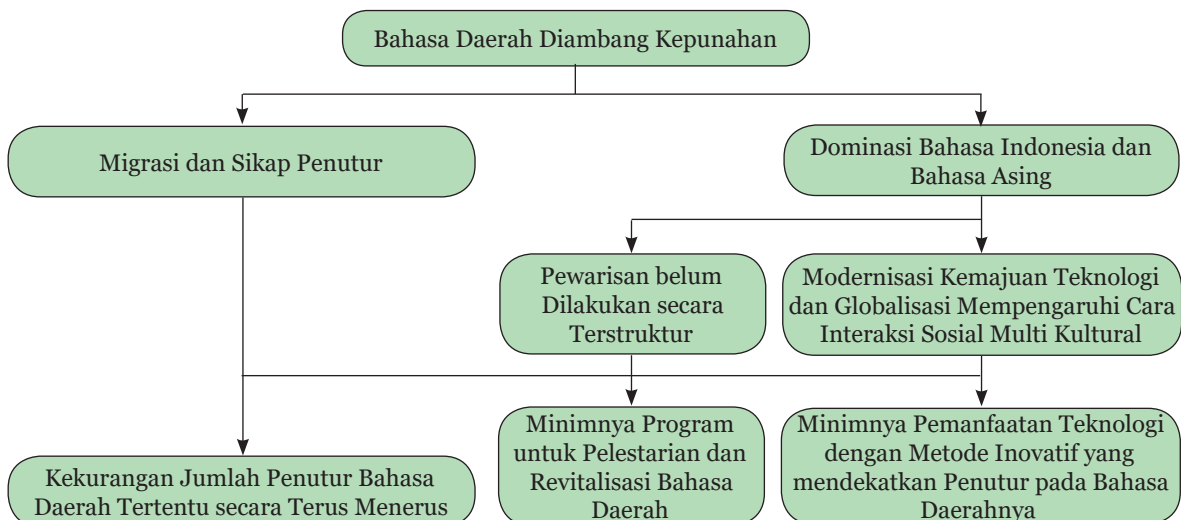 Bahasa Daerah Diambang Kepunahan
Migrasi dan Sikap Penutur
Dominasi Bahasa Indonesia dan
Bahasa Asing
Pewarisan belum
Dilakukan secara
Terstruktur
Modernisasi Kemajuan Teknologi
dan Globalisasi Mempengaruhi Cara
Interaksi Sosial Multi Kultural
Kekurangan Jumlah Penutur Bahasa
Daerah Tertentu secara Terus Menerus
Minimnya Program
untuk Pelestarian dan
Revitalisasi Bahasa
Daerah
Minimnya Pemanfaatan Teknologi
dengan Metode Inovatif yang
mendekatkan Penutur pada Bahasa
Daerahnya